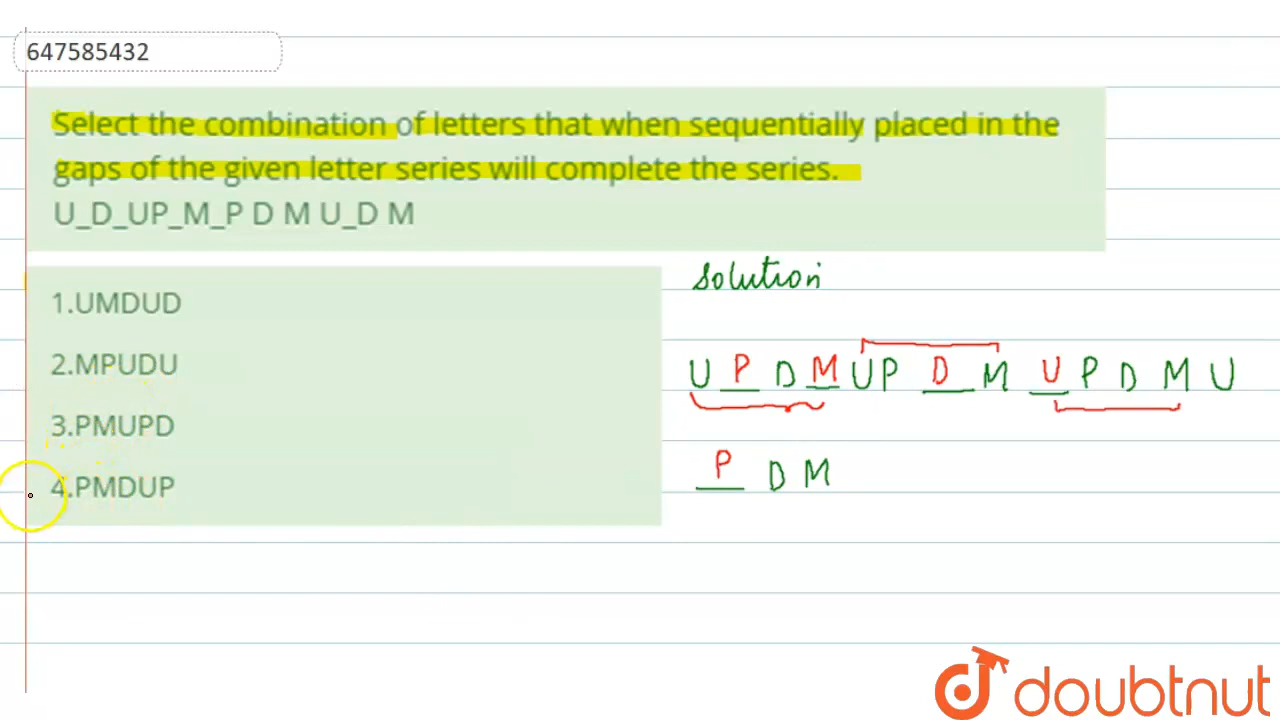 647585432
Select the combination of letters that when sequentially placed in the
gaps of the given letter series will complete the series.
U_D_UP_M_P D M U_D M
1.UMDUD
2.MPUDU
3.PMUPD
4.PMDUP
Solution
U P D M U P D M U P D M U
P D M
doubtnut